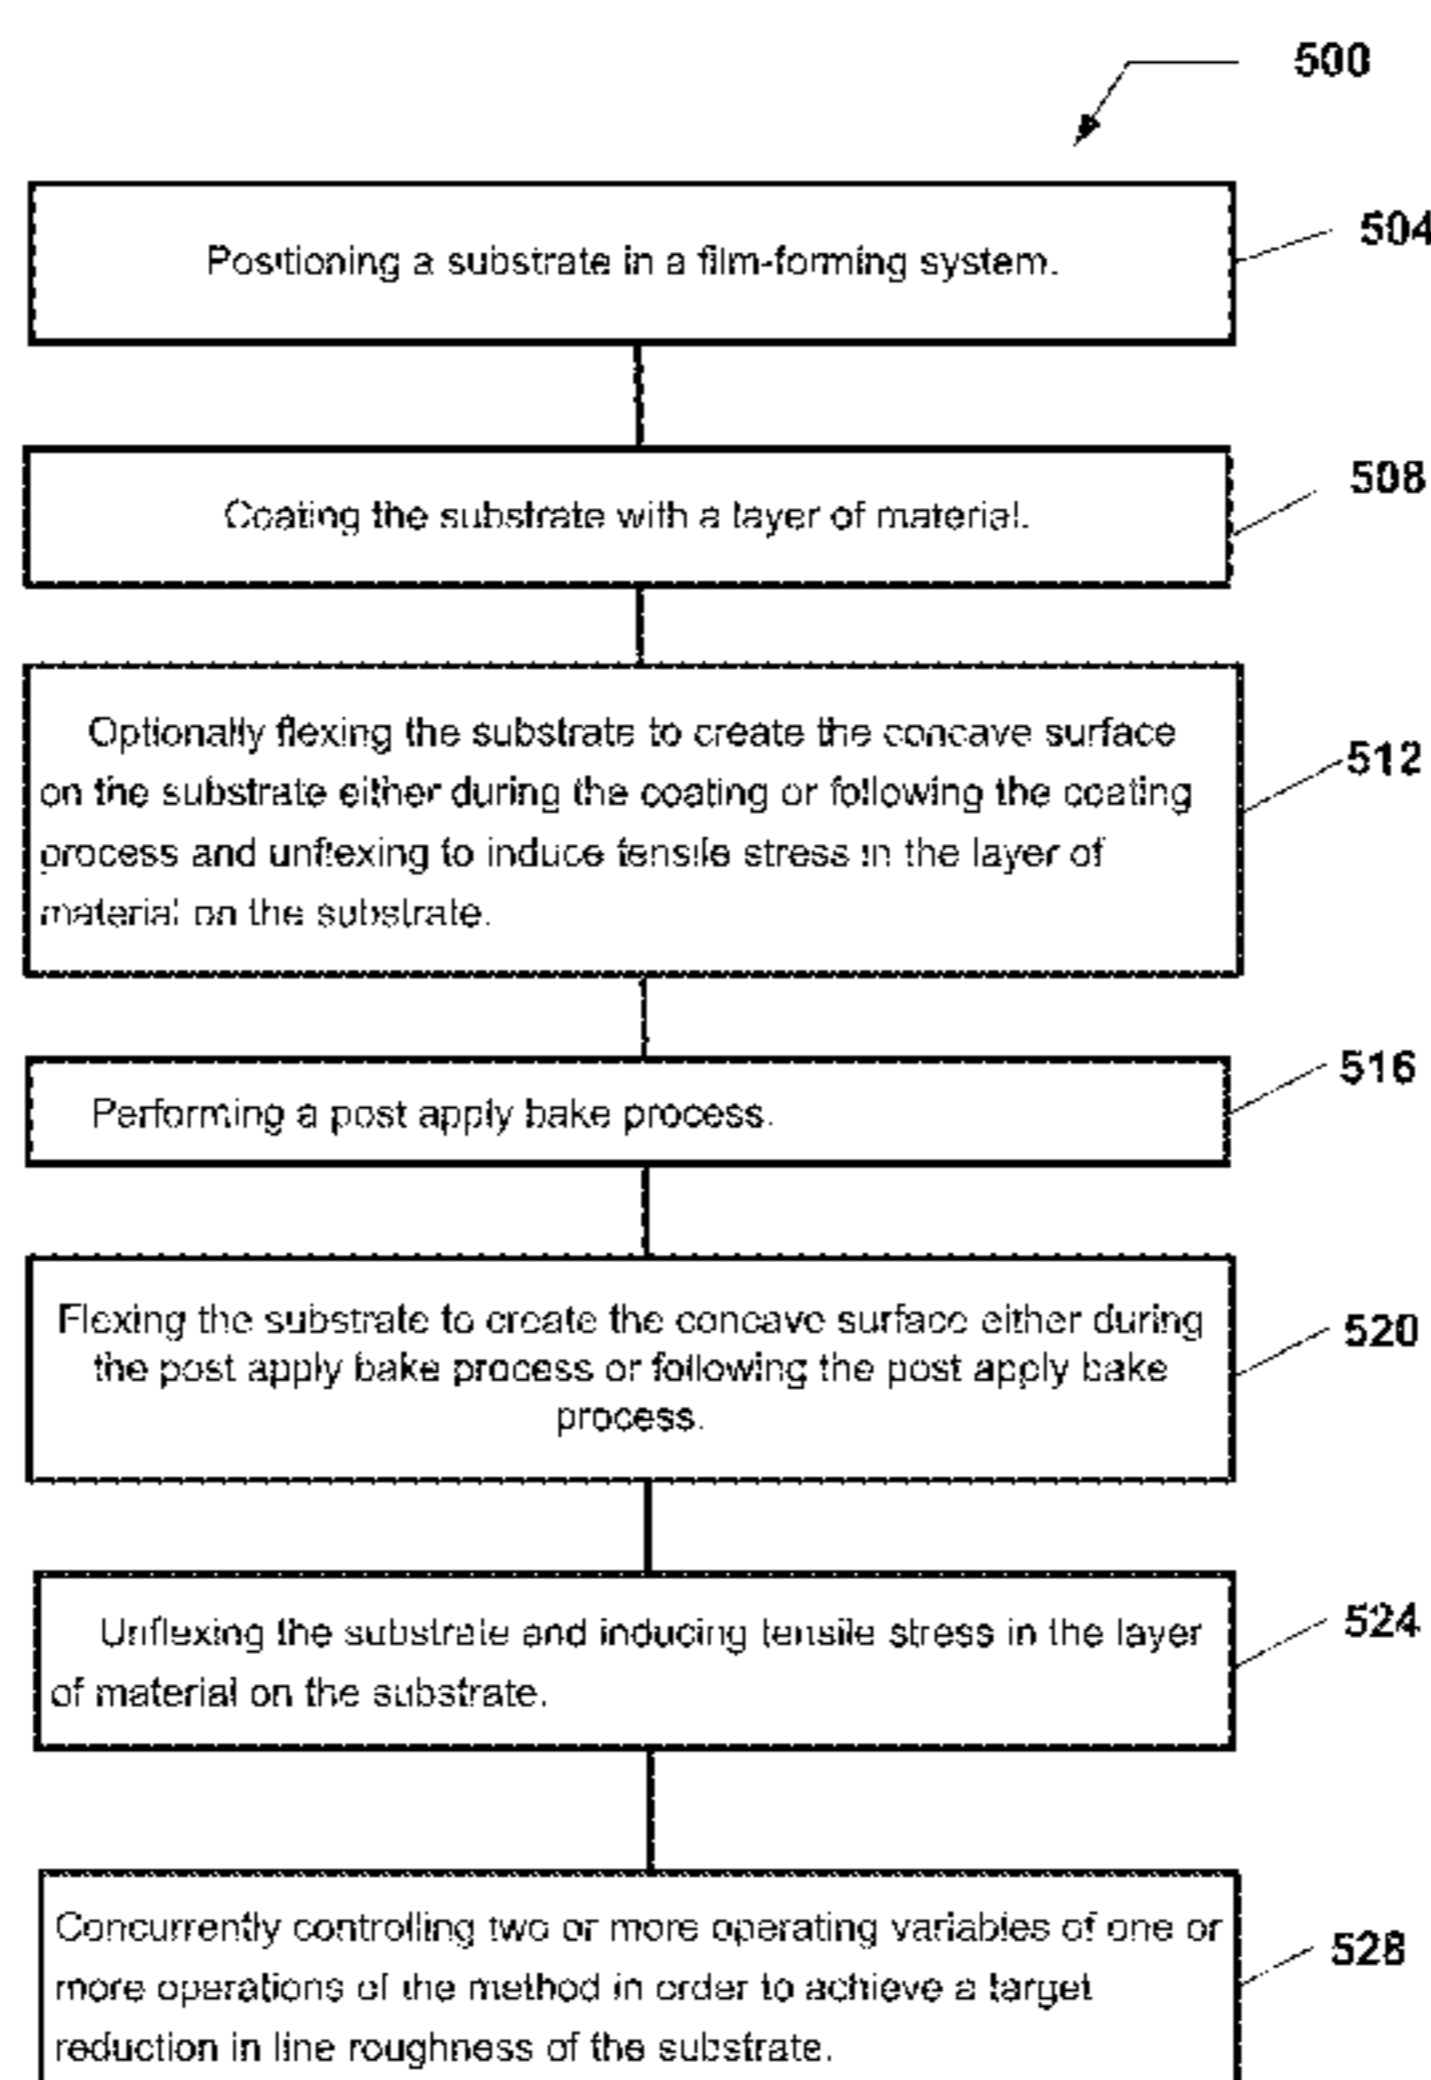 500
Positioning a substrate in a film-forming system.
504
Coating the substrate with a layer of material.
508
Optionally flexing the substrate to create the concave surface
on the substrate either during the coating or following the coating
process and unflexing to induce tensile stress in the layer of
material on the substrate.
512
Performing a post apply bake process.
516
Flexing the substrate to create the concave surface either during
the post apply bake process or following the post apply bake
process.
520
Unflexing the substrate and inducing tensile stress in the layer
of material on the substrate.
524
Concurrently controlling two or more operating variables of one or
more operations of the method in order to achieve a target
reduction in line roughness of the substrate.
528